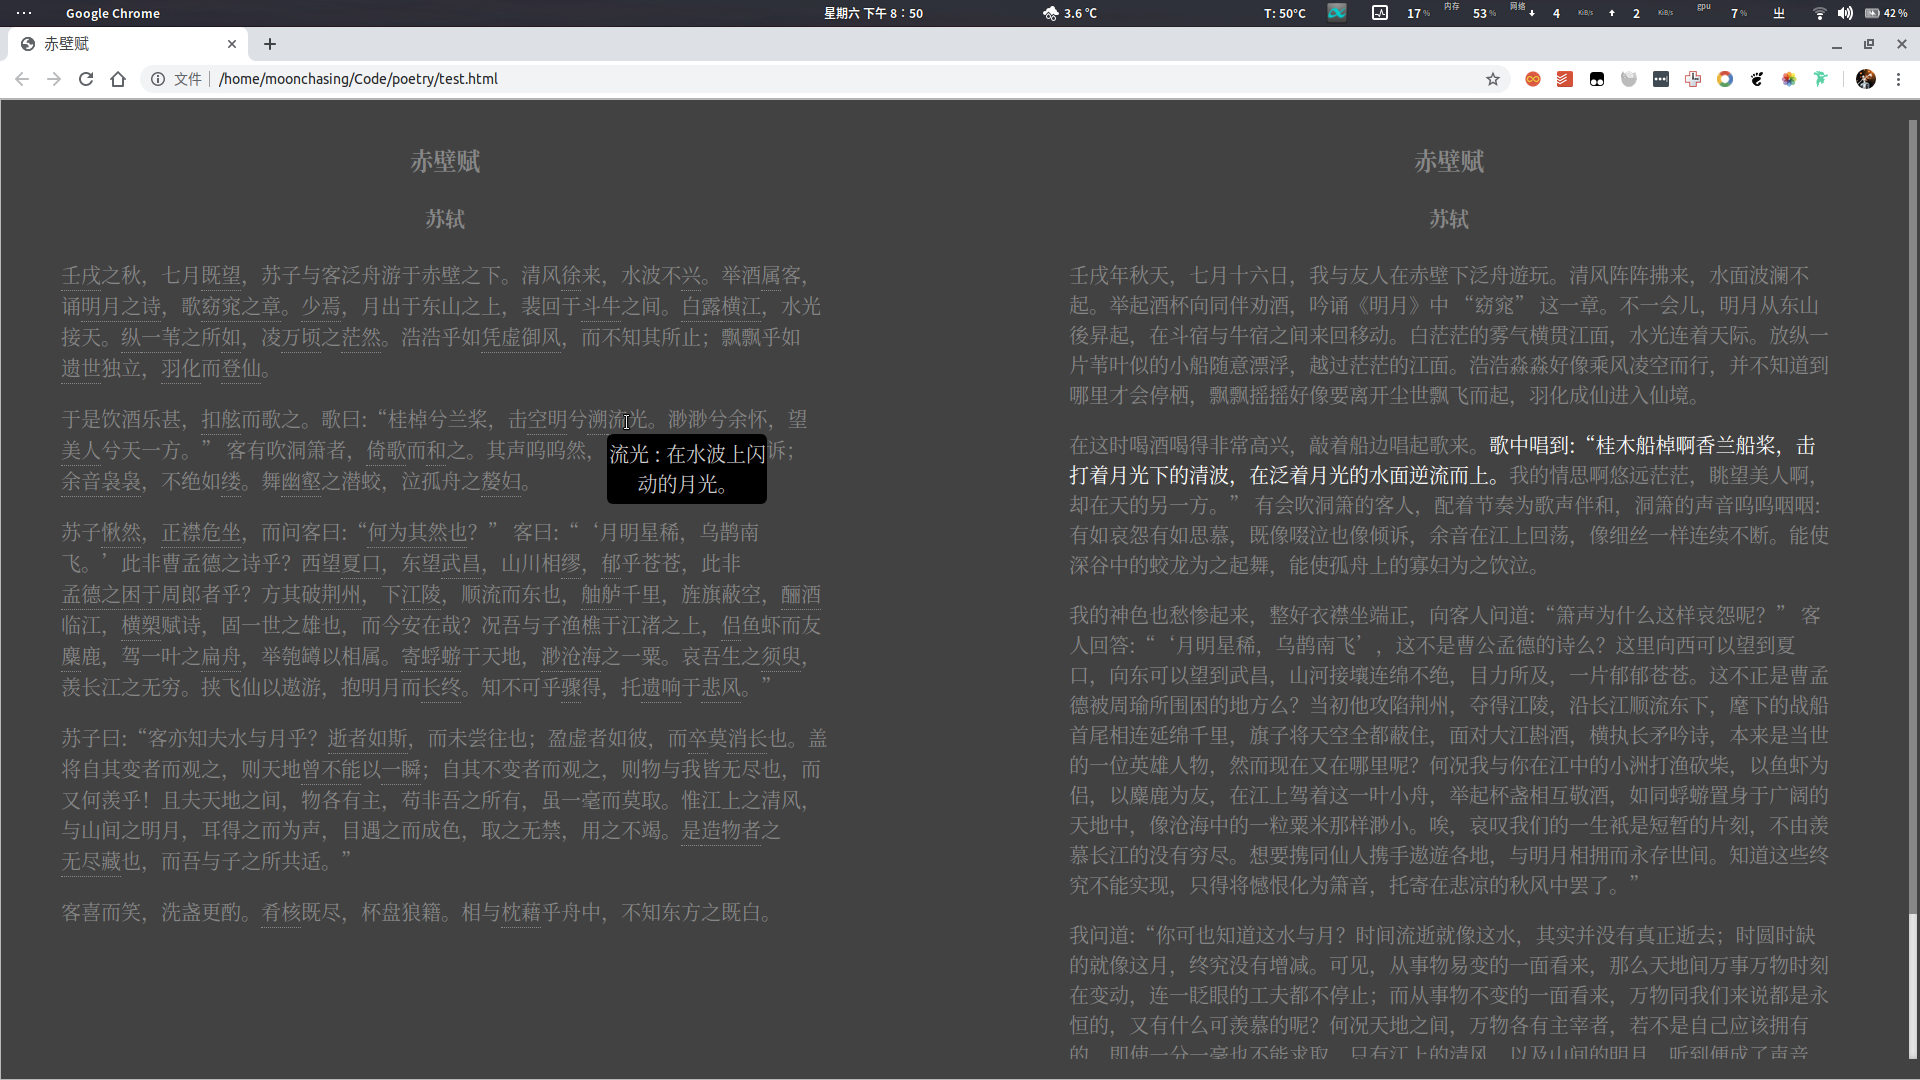 Google Chrome
星期六 下午 8：50
3.6 °C
T: 50°C
17 %
内存
53 %
网络
4 KiB/s
2 KiB/s
gpu
7 %
42 %
赤壁赋
文件
/home/moonchasing/Code/poetry/test.html
赤壁赋
苏轼
壬戌之秋，七月既望，苏子与客泛舟游于赤壁之下。清风徐来，水波不兴。举酒属客，
诵明月之诗，歌窈窕之章。少焉，月出于东山之上，裴回于斗牛之间。白露横江，水光
接天。纵一苇之所如，凌万顷之茫然。浩浩乎如凭虚御风，而不知其所止；飘飘乎如
遗世独立，羽化而登仙。
于是饮酒乐甚，扣舷而歌之。歌曰：“桂棹兮兰桨，击空明兮溯流光。渺渺兮余怀，望
美人兮天一方。” 客有吹洞箫者，倚歌而和之。其声呜呜然，
诉；
余音袅袅，不绝如缕。舞幽壑之潜蛟，泣孤舟之嫠妇。
流光 : 在水波上闪
动的月光。
苏子愀然，正襟危坐，而问客曰：“何为其然也？” 客曰：“‘月明星稀，乌鹊南
飞。’此非曹孟德之诗乎？西望夏口，东望武昌，山川相缪，郁乎苍苍，此非
孟德之困于周郎者乎？方其破荆州，下江陵，顺流而东也，舳舻千里，旌旗蔽空，酾酒
临江，横槊赋诗，固一世之雄也，而今安在哉？况吾与子渔樵于江渚之上，侣鱼虾而友
麋鹿，驾一叶之扁舟，举匏罇以相属。寄蜉蝣于天地，渺沧海之一粟。哀吾生之须臾，
羡长江之无穷。挟飞仙以遨游，抱明月而长终。知不可乎骤得，托遗响于悲风。”
苏子曰：“客亦知夫水与月乎？逝者如斯，而未尝往也；盈虚者如彼，而卒莫消长也。盖
将自其变者而观之，则天地曾不能以一瞬；自其不变者而观之，则物与我皆无尽也，而
又何羡乎！且夫天地之间，物各有主，苟非吾之所有，虽一毫而莫取。惟江上之清风，
与山间之明月，耳得之而为声，目遇之而成色，取之无禁，用之不竭。是造物者之
无尽藏也，而吾与子之所共适。”
客喜而笑，洗盏更酌。肴核既尽，杯盘狼籍。相与枕藉乎舟中，不知东方之既白。
赤壁赋
苏轼
壬戌年秋天，七月十六日，我与友人在赤壁下泛舟遊玩。清风阵阵拂来，水面波澜不
起。举起酒杯向同伴劝酒，吟诵《明月》中 “窈窕” 这一章。不一会儿，明月从东山
後昇起，在斗宿与牛宿之间来回移动。白茫茫的雾气横贯江面，水光连着天际。放纵一
片苇叶似的小船随意漂浮，越过茫茫的江面。浩浩淼淼好像乘风凌空而行，并不知道到
哪里才会停栖，飘飘摇摇好像要离开尘世飘飞而起，羽化成仙进入仙境。
在这时喝酒喝得非常高兴，敲着船边唱起歌来。歌中唱到：“桂木船棹啊香兰船桨，击
打着月光下的清波，在泛着月光的水面逆流而上。我的情思啊悠远茫茫，眺望美人啊，
却在天的另一方。” 有会吹洞箫的客人，配着节奏为歌声伴和，洞箫的声音呜呜咽咽：
有如哀怨有如思慕，既像啜泣也像倾诉，余音在江上回荡，像细丝一样连续不断。能使
深谷中的蛟龙为之起舞，能使孤舟上的寡妇为之饮泣。
我的神色也愁惨起来，整好衣襟坐端正，向客人问道：“箫声为什么这样哀怨呢？” 客
人回答：“‘月明星稀，乌鹊南飞’，这不是曹公孟德的诗么？这里向西可以望到夏
口，向东可以望到武昌，山河接壤连绵不绝，目力所及，一片郁郁苍苍。这不正是曹孟
德被周瑜所围困的地方么？当初他攻陷荆州，夺得江陵，沿长江顺流东下，麾下的战船
首尾相连延绵千里，旗子将天空全都蔽住，面对大江斟酒，横执长矛吟诗，本来是当世
的一位英雄人物，然而现在又在哪里呢？何况我与你在江中的小洲打渔砍柴，以鱼虾为
侣，以麋鹿为友，在江上驾着这一叶小舟，举起杯盏相互敬酒，如同蜉蝣置身于广阔的
天地中，像沧海中的一粒粟米那样渺小。唉，哀叹我们的一生祇是短暂的片刻，不由羡
慕长江的没有穷尽。想要携同仙人携手遨遊各地，与明月相拥而永存世间。知道这些终
究不能实现，只得将憾恨化为箫音，托寄在悲凉的秋风中罢了。”
我问道：“你可也知道这水与月？时间流逝就像这水，其实并没有真正逝去；时圆时缺
的就像这月，终究没有增减。可见，从事物易变的一面看来，那么天地间万事万物时刻
在变动，连一眨眼的工夫都不停止；而从事物不变的一面看来，万物同我们来说都是永
恒的，又有什么可羡慕的呢？何况天地之间，万物各有主宰者，若不是自己应该拥有
的，即使一分一毫也不能求取。只有江上的清风，以及山间的明月，听到便成了声音